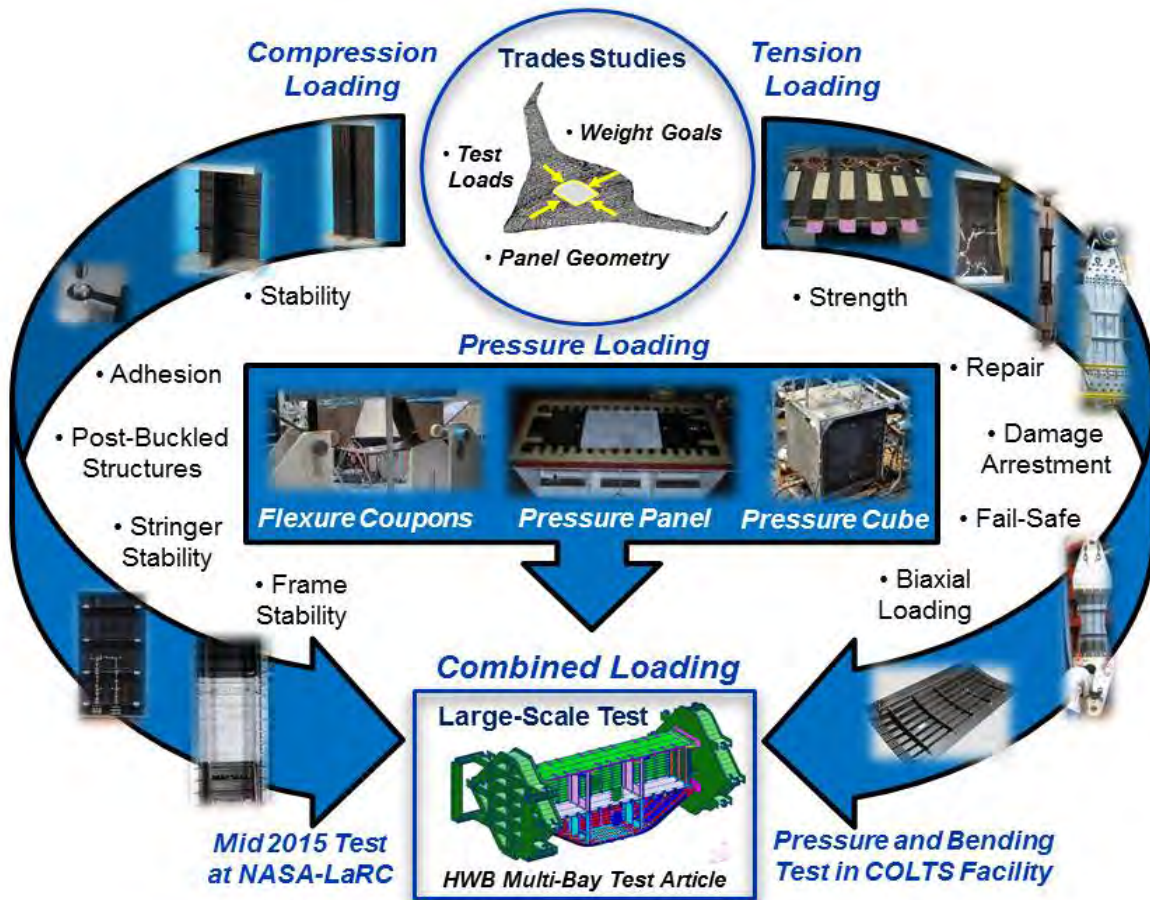 Compression
Loading
Trades Studies
• Weight Goals
• Test
Loads
• Panel Geometry
Tension
Loading
• Stability
• Adhesion
• Post-Buckled
Structures
• Stringer
Stability
• Frame
Stability
• Strength
• Repair
• Damage
Arrestment
• Fail-Safe
• Biaxial
Loading
Pressure Loading
Flexure Coupons
Pressure Panel
Pressure Cube
Combined Loading
Large-Scale Test
HWB Multi-Bay Test Article
Mid 2015 Test
at NASA-LaRC
Pressure and Bending
Test in COLTS Facility